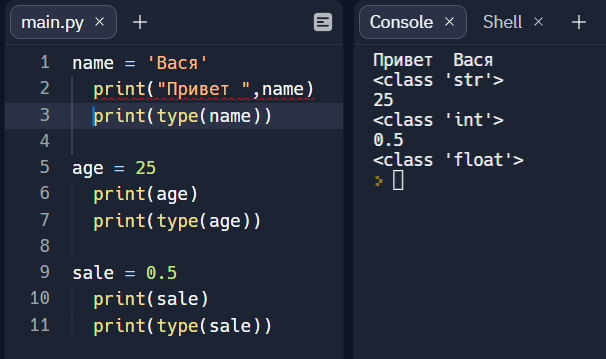 main.py × +
Console × Shell × +
1 name = 'Вася'
2   print("Привет ",name)
3   print(type(name))
4
5 age = 25
6   print(age)
7   print(type(age))
8
9 sale = 0.5
10   print(sale)
11   print(type(sale))
Привет  Вася
<class 'str'>
25
<class 'int'>
0.5
<class 'float'>
>